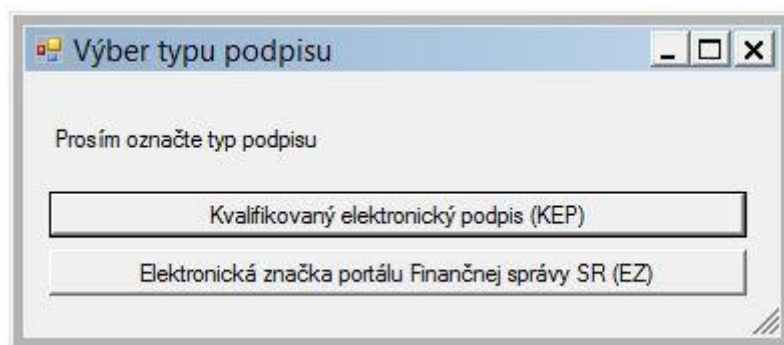 Výber typu podpisu
Prosím označte typ podpisu
Kvalifikovaný elektronický podpis (KEP)
Elektronická značka portálu Finančnej správy SR (EZ)